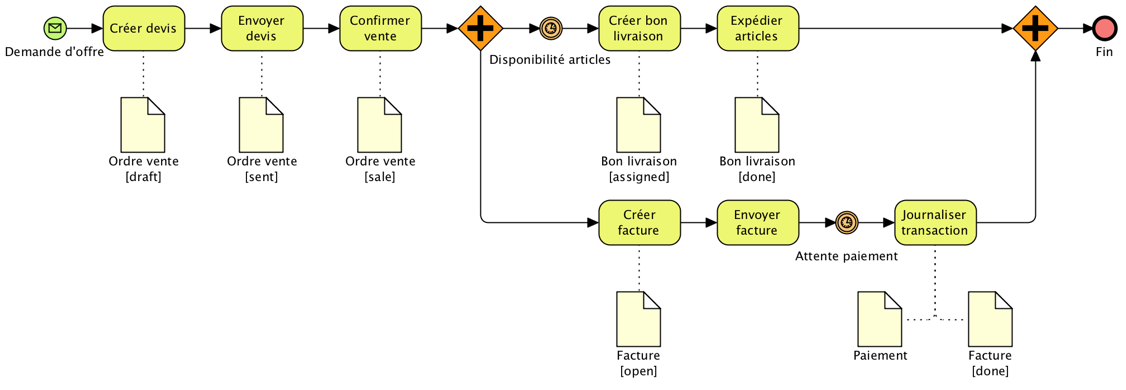 Demande d'offre
Créer devis
Envoyer
devis
Confirmer
vente
Disponibilité articles
Créer bon
livraison
Expédier
articles
Fin
Ordre vente
[draft]
Ordre vente
[sent]
Ordre vente
[sale]
Bon livraison
[assigned]
Bon livraison
[done]
Créer
facture
Envoyer
facture
Attente paiement
Journaliser
transaction
Facture
[open]
Paiement
Facture
[done]